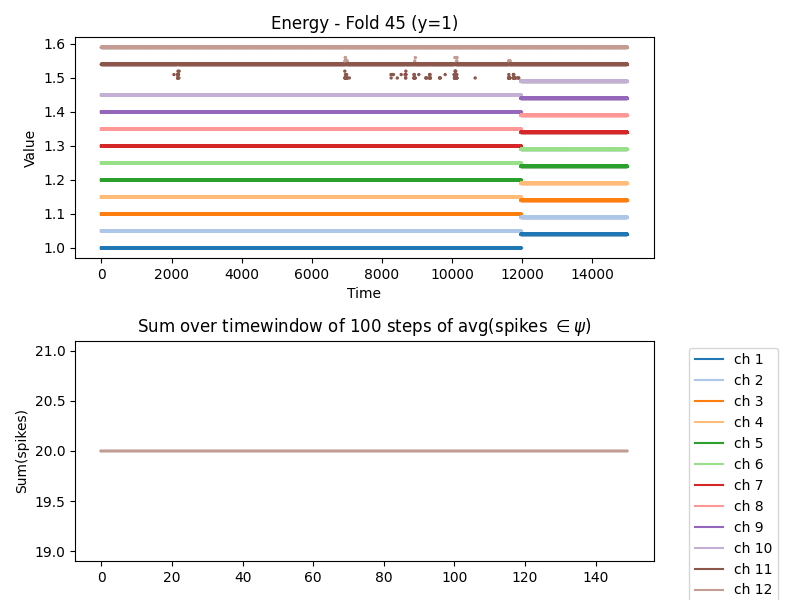 Energy - Fold 45 (y=1)
1.6
1.5
1.4
1.3
1.2
1.1
1.0
Value
0 2000 4000 6000 8000 10000 12000 14000
Time
Sum over timewindow of 100 steps of avg(spikes ∈ ψ)
21.0
20.5
20.0
19.5
19.0
Sum(spikes)
0 20 40 60 80 100 120 140
ch 1
ch 2
ch 3
ch 4
ch 5
ch 6
ch 7
ch 8
ch 9
ch 10
ch 11
ch 12